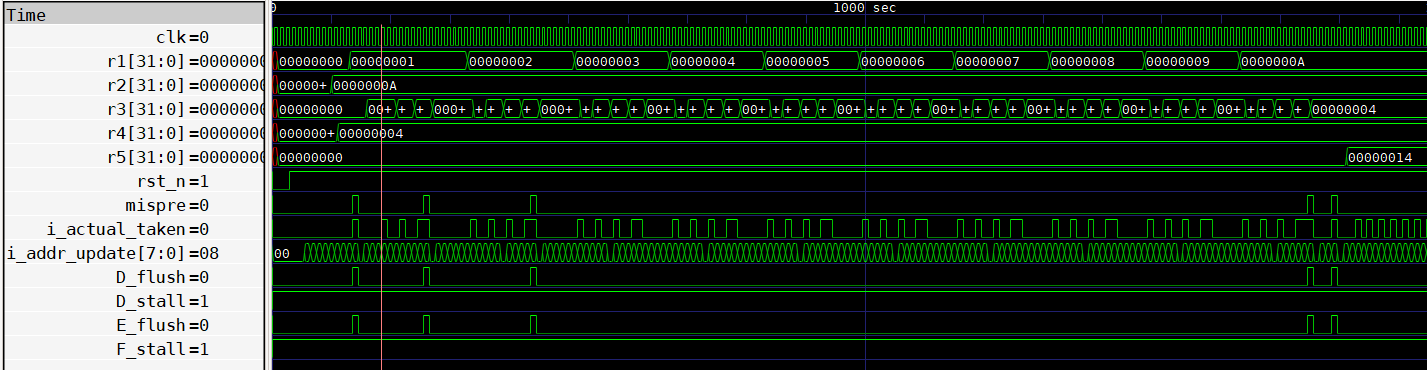 Time 0 1000 sec
clk=0
r1[31:0]=0000000 00000000 00000001 00000002 00000003 00000004 00000005 00000006 00000007 00000008 00000009 0000000A
r2[31:0]=0000000 00000+ 0000000A
r3[31:0]=0000000 00000000 00+ + + 000+ + + + + 000+ + + + + 00+ + + + + 00+ + + + + 00+ + + + + 00+ + + + + 00+ + + + + 00+ + + + + 00+ + + + + 00000004
r4[31:0]=0000000 000000+ 00000004
r5[31:0]=0000000 00000000 00000014
rst_n=1
mispre=0
i_actual_taken=0
i_addr_update[7:0]=08 00
D_flush=0
D_stall=1
E_flush=0
F_stall=1